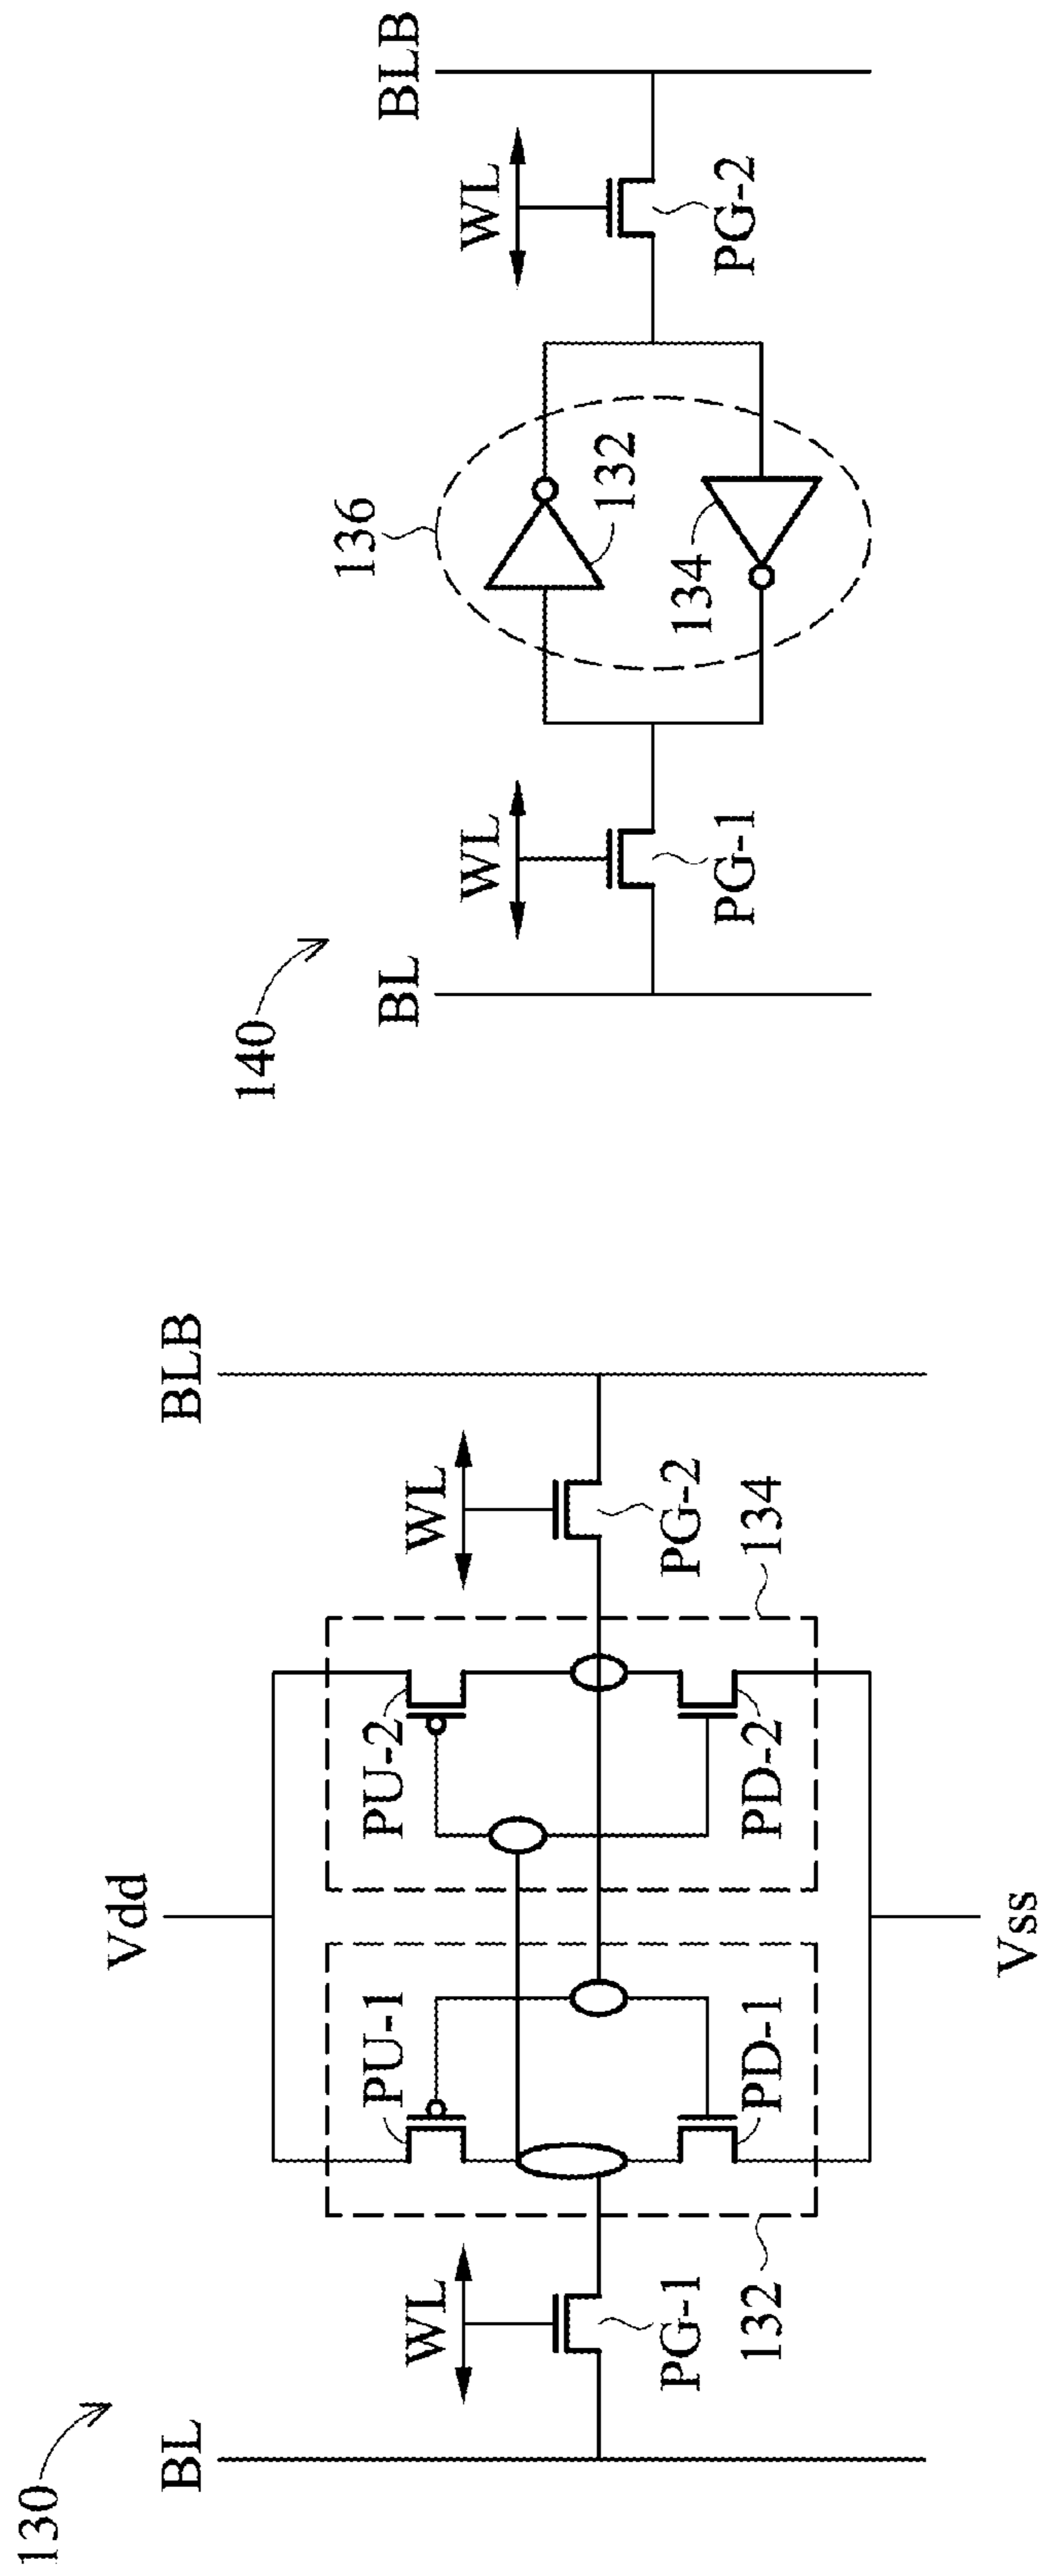 130
BL
WL
PG-1
132
PU-1
PD-1
Vdd
Vss
PU-2
PD-2
134
WL
PG-2
BLB
140
BL
WL
PG-1
136
132
134
WL
PG-2
BLB